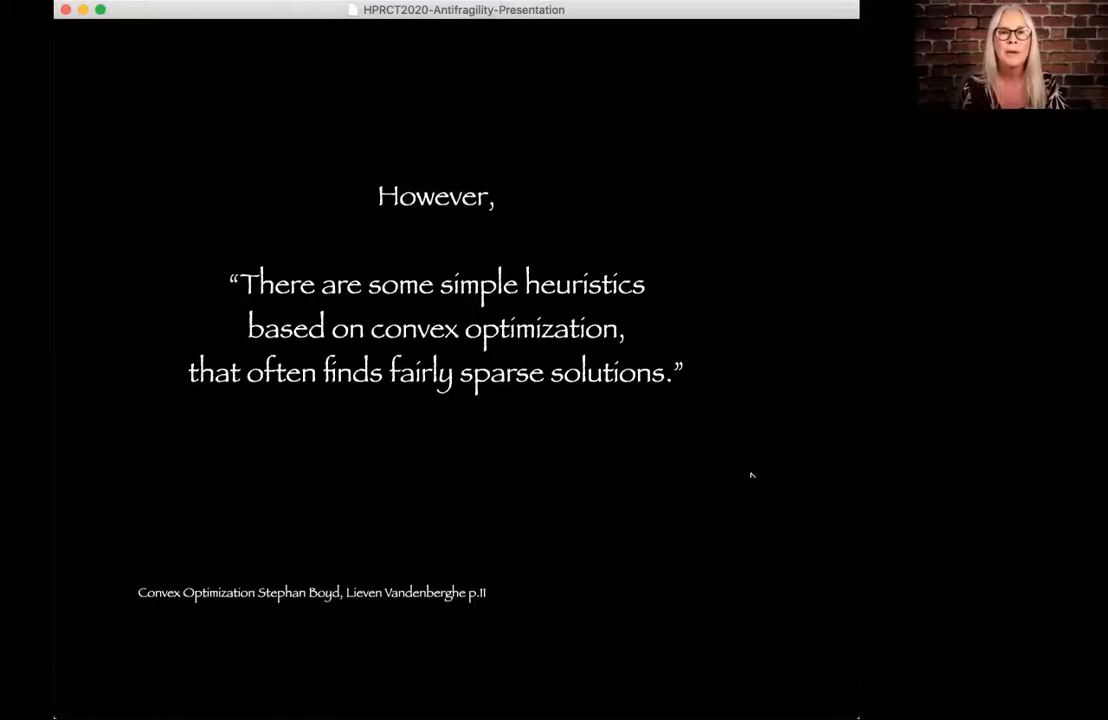 HPRCT2020-Antifragility-Presentation
However,
“There are some simple heuristics
based on convex optimization,
that often finds fairly sparse solutions.”
Convex Optimization Stephan Boyd, Lieven Vandenberghe p.11